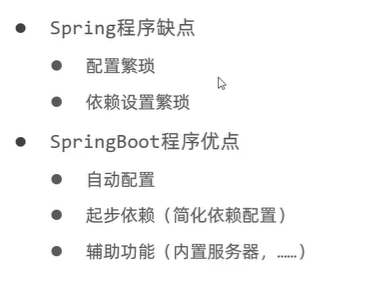 Spring程序缺点
配置繁琐
依赖设置繁琐
SpringBoot程序优点
自动配置
起步依赖（简化依赖配置）
辅助功能（内置服务器，……）